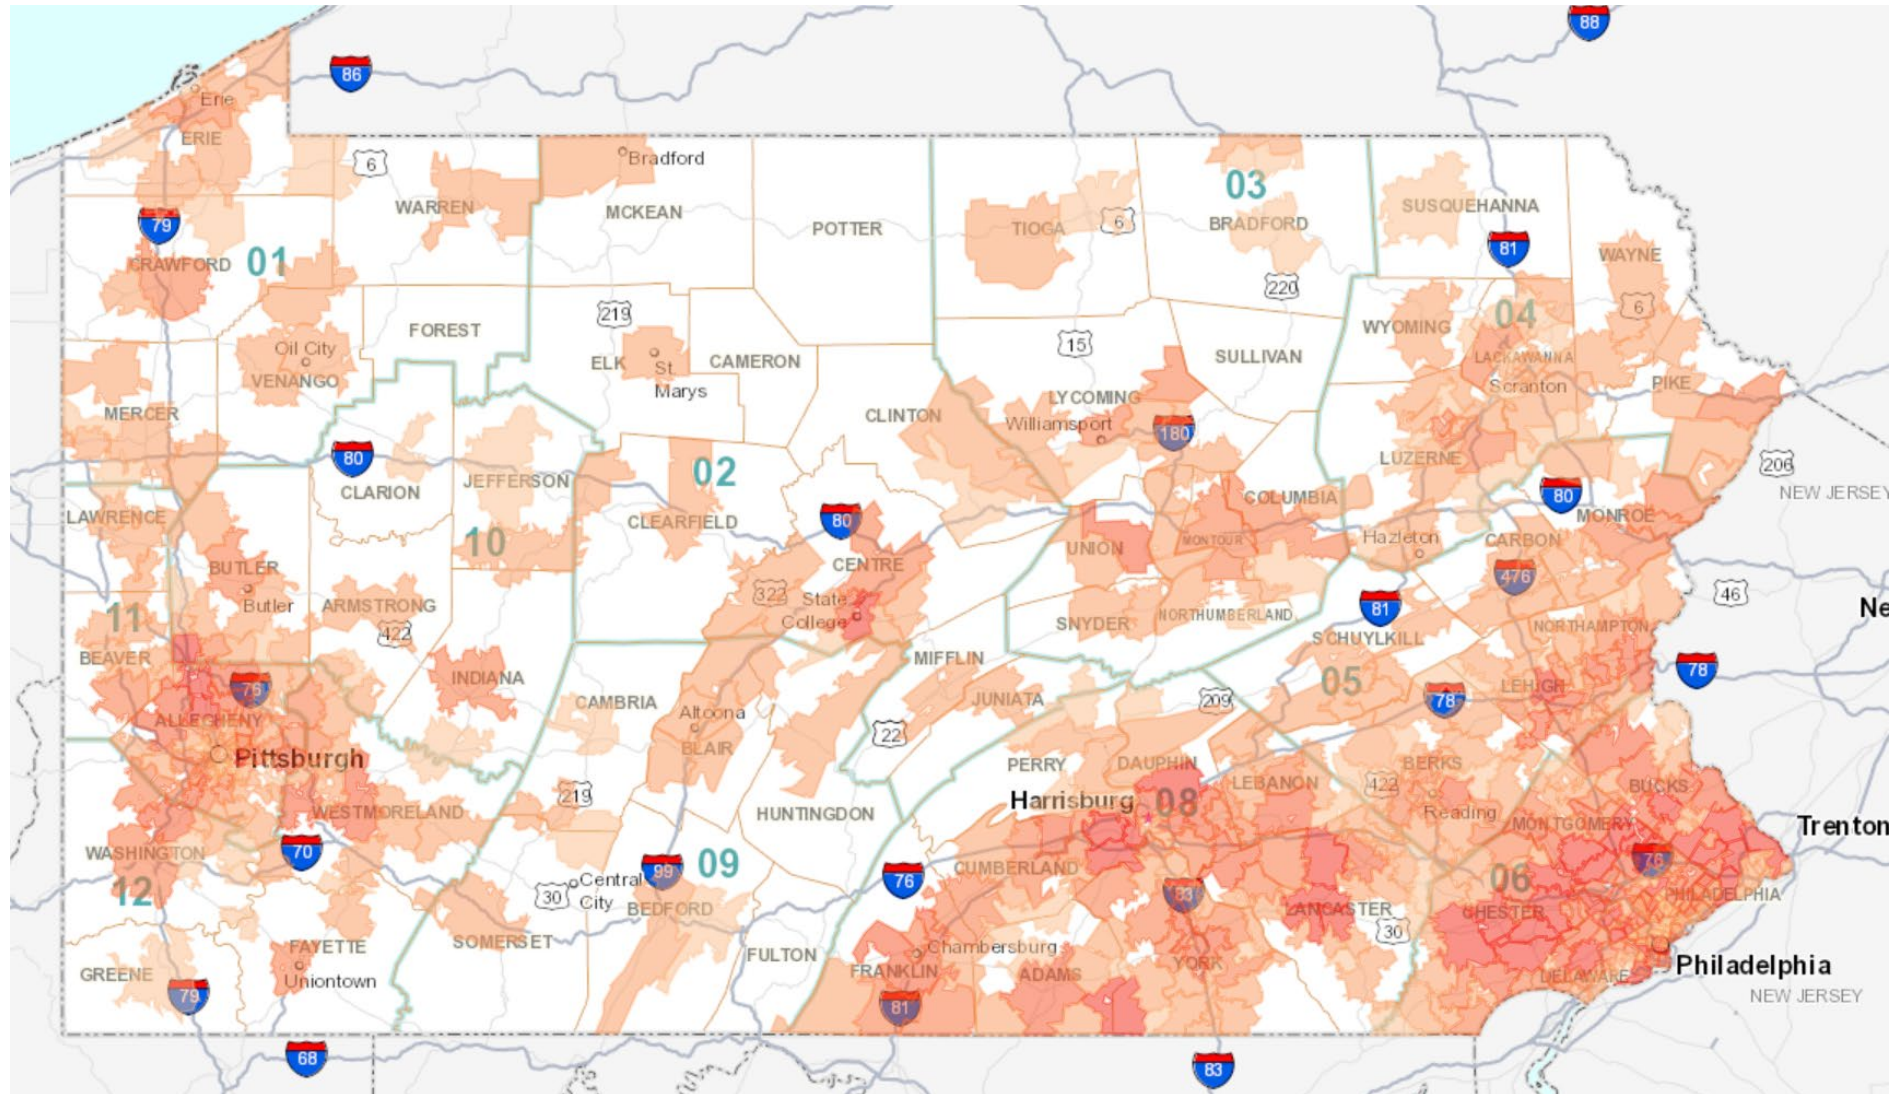 88
86
Erie
ERIE
6
Bradford
WARREN
MCKEAN
POTTER
TIOGA
6
03
BRADFORD
SUSQUEHANNA
79
81
WAYNE
CRAWFORD
01
220
6
FOREST
219
04
WYOMING
Oil City
VENANGO
ELK
St.
Marys
CAMERON
15
SULLIVAN
LACKAWANNA
Scranton
PIKE
MERCER
CLINTON
LYCOMING
Williamsport
180
80
CLARION
JEFFERSON
02
LUZERNE
206
NEW JERSEY
LAWRENCE
CLEARFIELD
80
COLUMBIA
80
MONROE
10
UNION
MONTOUR
Hazleton
CARBON
BUTLER
CENTRE
476
Butler
ARMSTRONG
322
State
College
46
11
422
SNYDER
NORTHUMBERLAND
81
Ne
SCHUYLKILL
NORTHAMPTON
BEAVER
MIFFLIN
78
76
INDIANA
CAMBRIA
JUNIATA
209
05
78
LEHIGH
ALLEGHENY
Altoona
BLAIR
22
Pittsburgh
PERRY
DAUPHIN
LEBANON
422
BERKS
BUCKS
219
Harrisburg
08
Reading
WESTMORELAND
HUNTINGDON
MONTGOMERY
Trenton
WASHINGTON
70
99
09
76
CUMBERLAND
76
12
30
Central
City
BEDFORD
83
LANCASTER
06
CHESTER
PHILADELPHIA
30
FAYETTE
SOMERSET
FULTON
Chambersburg
GREENE
Uniontown
FRANKLIN
ADAMS
YORK
DELAWARE
Philadelphia
79
81
NEW JERSEY
68
83